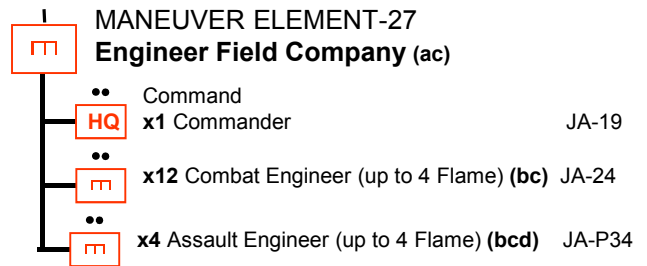 MANEUVER ELEMENT-27
Engineer Field Company (ac)
Command
HQ x1 Commander JA-19
x12 Combat Engineer (up to 4 Flame) (bc) JA-24
x4 Assault Engineer (up to 4 Flame) (bcd) JA-P34